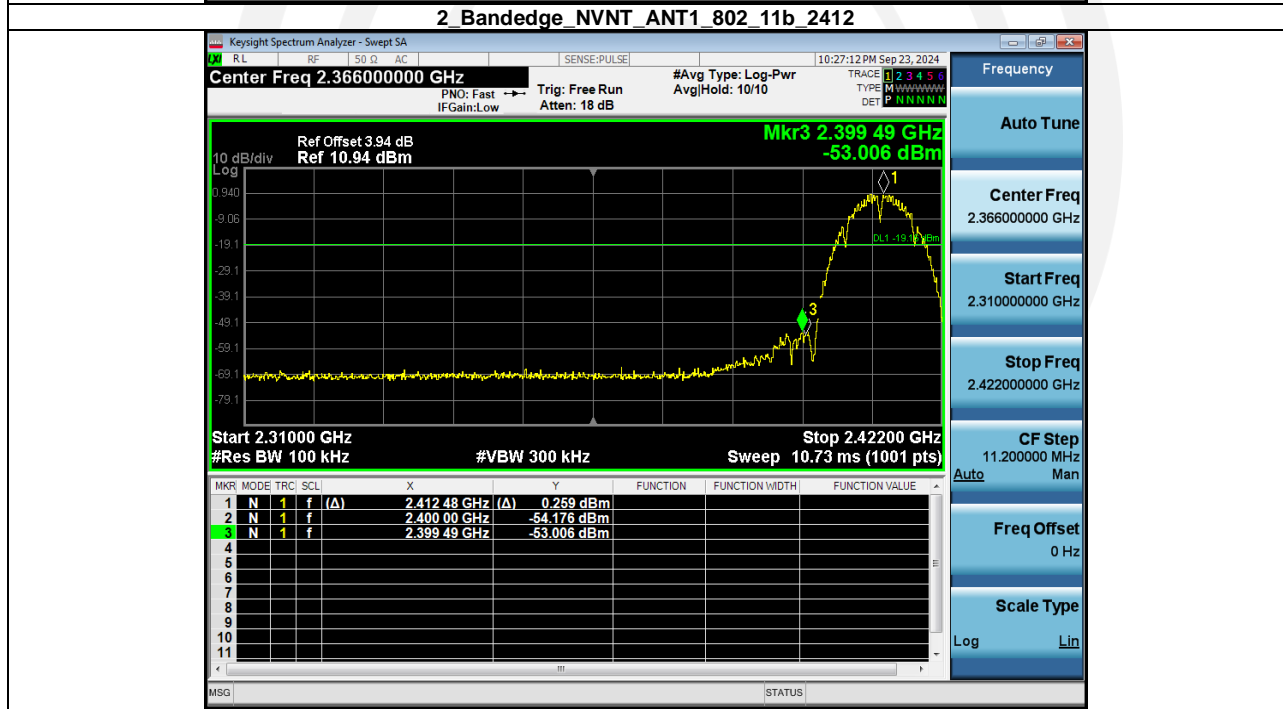 2_Bandedge_NVNT_ANT1_802_11b_2412
Keysight Spectrum Analyzer - Swept SA
LXI RL RF 50 Ω AC SENSE:PULSE 10:27:12 PM Sep 23, 2024
Center Freq 2.366000000 GHz #Avg Type: Log-Pwr TRACE 1 2 3 4 5 6
PNO: Fast Trig: Free Run Avg|Hold: 10/10 TYPE M WWWWW
IFGain:Low Atten: 18 dB DET P N N N N N
Mkr3 2.399 49 GHz
-53.006 dBm
Ref Offset 3.94 dB
10 dB/div Ref 10.94 dBm
Log
1
0.940
-9.06
DL1 -19.1
-19.1
-29.1
-39.1
3
-49.1
-59.1
-69.1
-79.1
Start 2.31000 GHz Stop 2.42200 GHz
#Res BW 100 kHz #VBW 300 kHz Sweep 10.73 ms (1001 pts)
MKR MODE TRC SCL X Y FUNCTION FUNCTION WIDTH FUNCTION VALUE
1 N 1 f (Δ) 2.412 48 GHz (Δ) 0.259 dBm
2 N 1 f 2.400 00 GHz -54.176 dBm
3 N 1 f 2.399 49 GHz -53.006 dBm
4
5
6
7
8
9
10
11
MSG STATUS
Frequency
Auto Tune
Center Freq
2.366000000 GHz
Start Freq
2.310000000 GHz
Stop Freq
2.422000000 GHz
CF Step
11.200000 MHz
Auto Man
Freq Offset
0 Hz
Scale Type
Log Lin